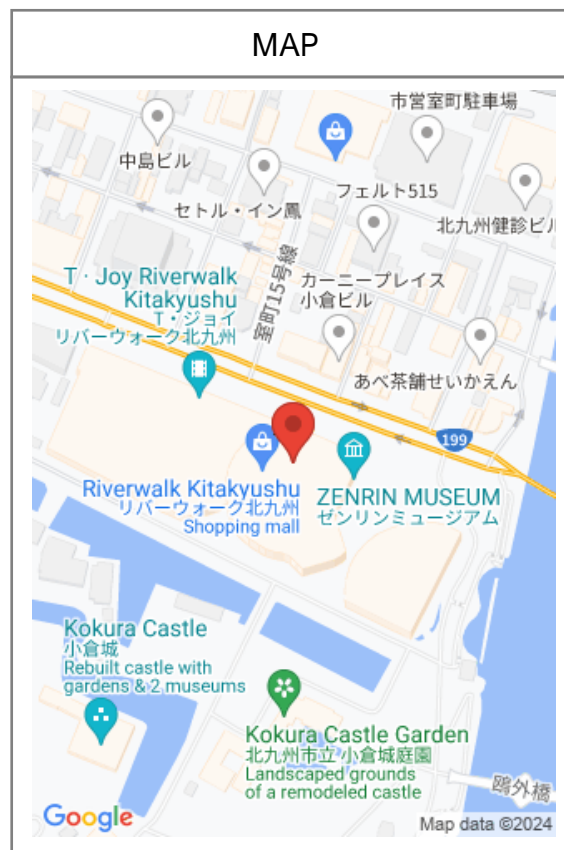 MAP
市営室町駐車場
中島ビル
フェルト515
セトル・イン鳳
北九州健診ビル
室町15号線
T・Joy Riverwalk
Kitakyushu
T・ジョイ
リバーウォーク北九州
カーニープレイス
小倉ビル
あべ茶舗せいかえん
199
Riverwalk Kitakyushu
リバーウォーク北九州
Shopping mall
ZENRIN MUSEUM
ゼンリンミュージアム
Kokura Castle
小倉城
Rebuilt castle with
gardens & 2 museums
Kokura Castle Garden
北九州市立 小倉城庭園
Landscaped grounds
of a remodeled castle
鴎外橋
Google
Map data ©2024